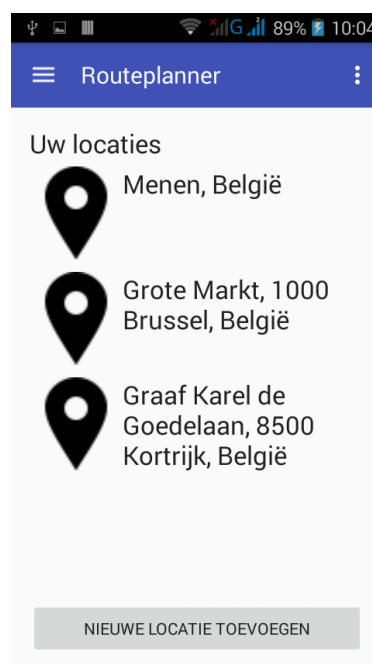 G 89% 10:04
Routeplanner
Uw locaties
Menen, België
Grote Markt, 1000
Brussel, België
Graaf Karel de
Goedelaan, 8500
Kortrijk, België
NIEUWE LOCATIE TOEVOEGEN